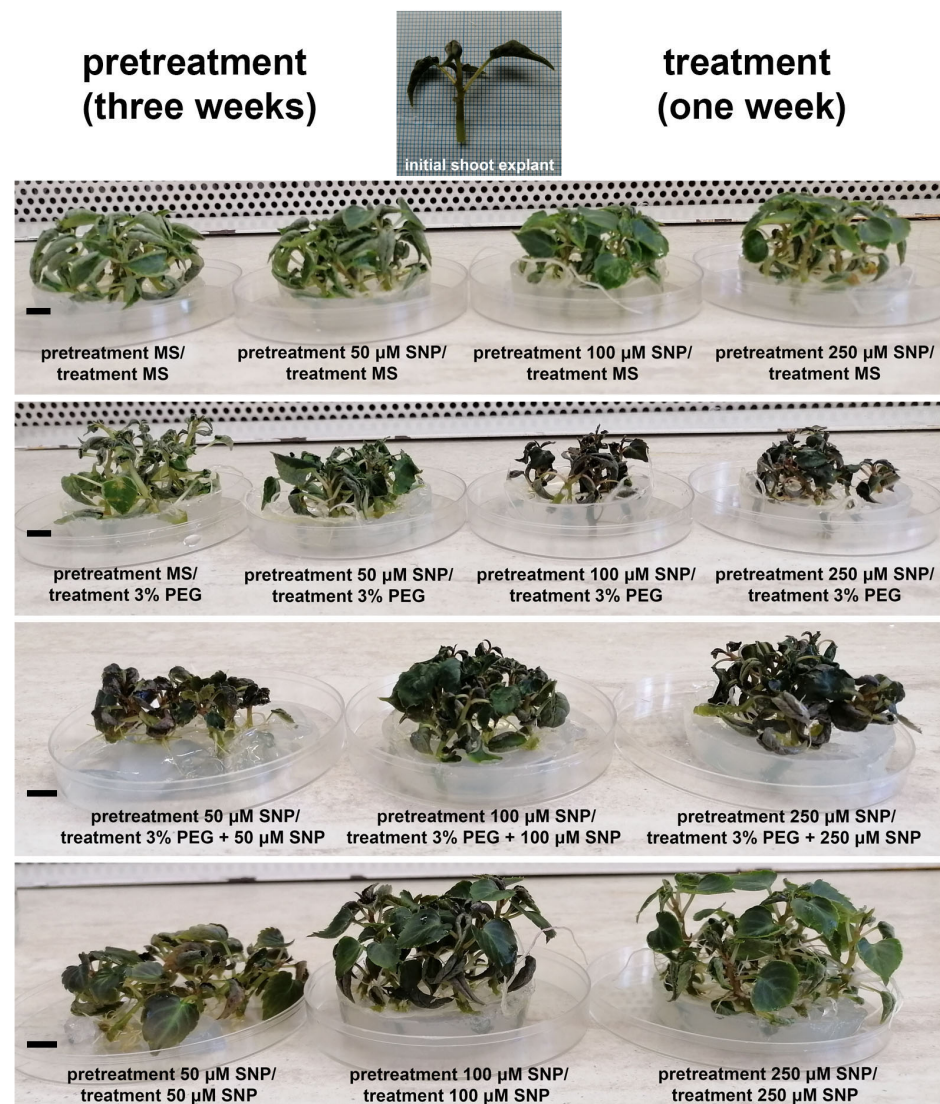 pretreatment
(three weeks)
initial shoot explant
treatment
(one week)
pretreatment MS/
treatment MS
pretreatment 50 µM SNP/
treatment MS
pretreatment 100 µM SNP/
treatment MS
pretreatment 250 µM SNP/
treatment MS
pretreatment MS/
treatment 3% PEG
pretreatment 50 µM SNP/
treatment 3% PEG
pretreatment 100 µM SNP/
treatment 3% PEG
pretreatment 250 µM SNP/
treatment 3% PEG
pretreatment 50 µM SNP/
treatment 3% PEG + 50 µM SNP
pretreatment 100 µM SNP/
treatment 3% PEG + 100 µM SNP
pretreatment 250 µM SNP/
treatment 3% PEG + 250 µM SNP
pretreatment 50 µM SNP/
treatment 50 µM SNP
pretreatment 100 µM SNP/
treatment 100 µM SNP
pretreatment 250 µM SNP/
treatment 250 µM SNP